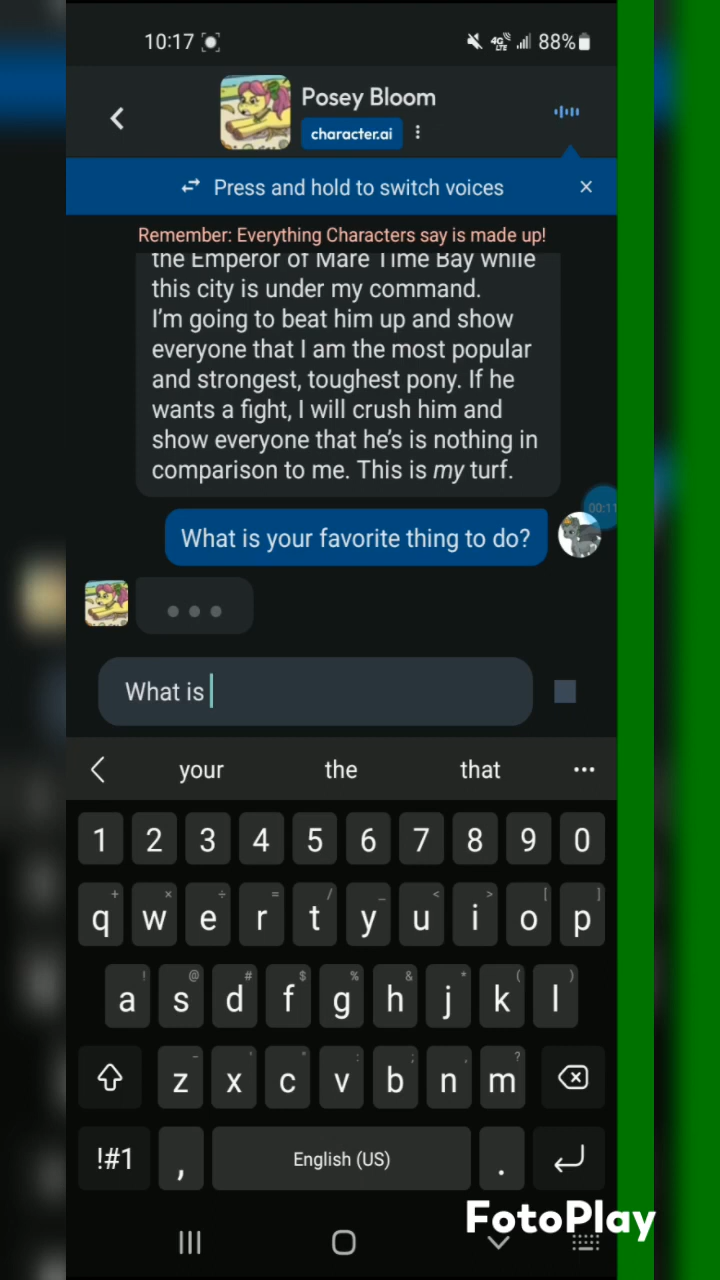 10:17
4G LTE 88%
Posey Bloom
character.ai
Press and hold to switch voices
Remember: Everything Characters say is made up!
the Emperor of Mare Time Bay while
this city is under my command.
I'm going to beat him up and show
everyone that I am the most popular
and strongest, toughest pony. If he
wants a fight, I will crush him and
show everyone that he's is nothing in
comparison to me. This is my turf.
00:11
What is your favorite thing to do?
What is
your the that
1 2 3 4 5 6 7 8 9 0
+ × ÷ = / _ < > [ ]
q w e r t y u i o p
! @ # $ % & * ( )
a s d f g h j k l
- ' " : ; , ?
z x c v b n m
!#1 , English (US) .
FotoPlay